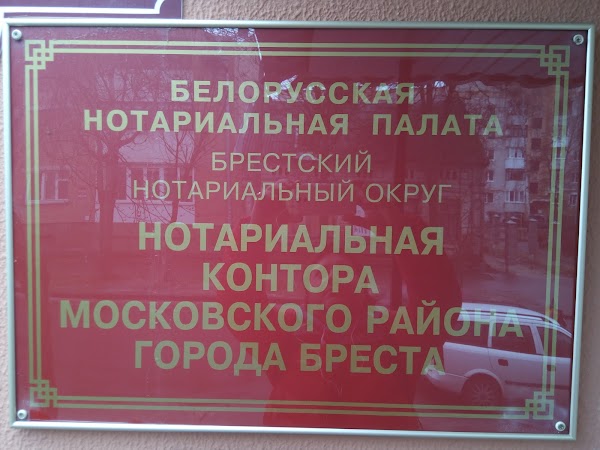 БЕЛОРУССКАЯ
НОТАРИАЛЬНАЯ ПАЛАТА
БРЕСТСКИЙ
НОТАРИАЛЬНЫЙ ОКРУГ
НОТАРИАЛЬНАЯ
КОНТОРА
МОСКОВСКОГО РАЙОНА
ГОРОДА БРЕСТА